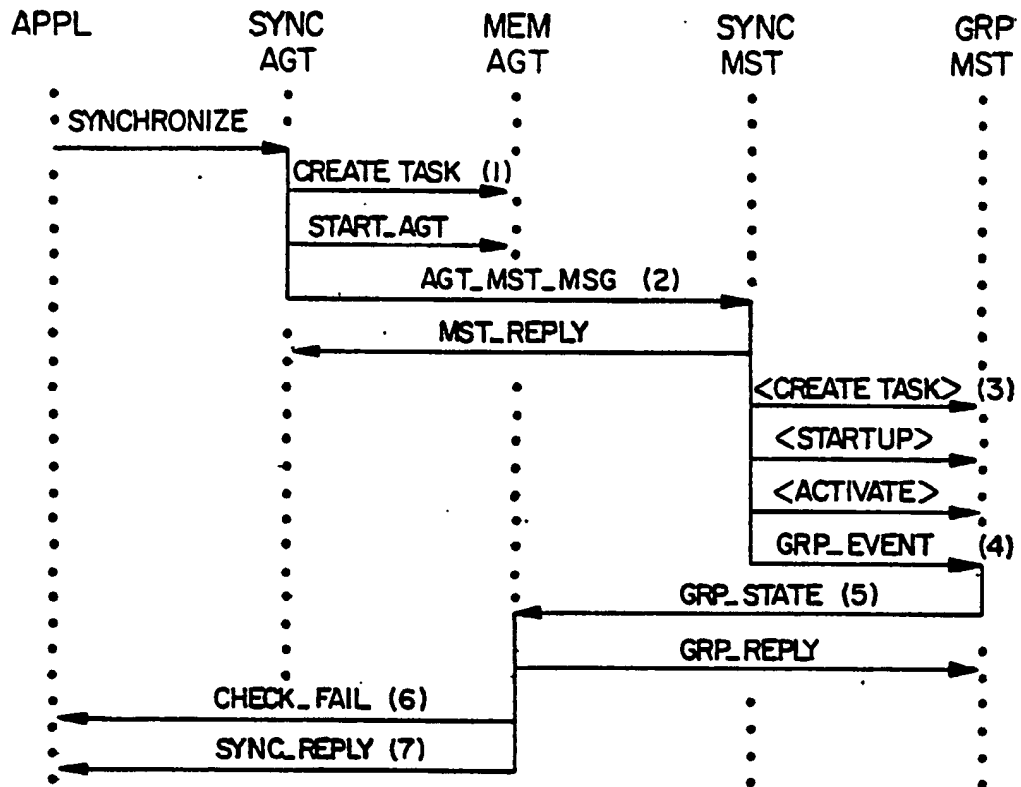 APPL SYNC AGT MEM AGT SYNC MST GRP MST
SYNCHRONIZE
CREATE TASK (1)
START_AGT
AGT_MST_MSG (2)
MST_REPLY
<CREATE TASK> (3)
<STARTUP>
<ACTIVATE>
GRP_EVENT (4)
GRP_STATE (5)
GRP_REPLY
CHECK_FAIL (6)
SYNC_REPLY (7)